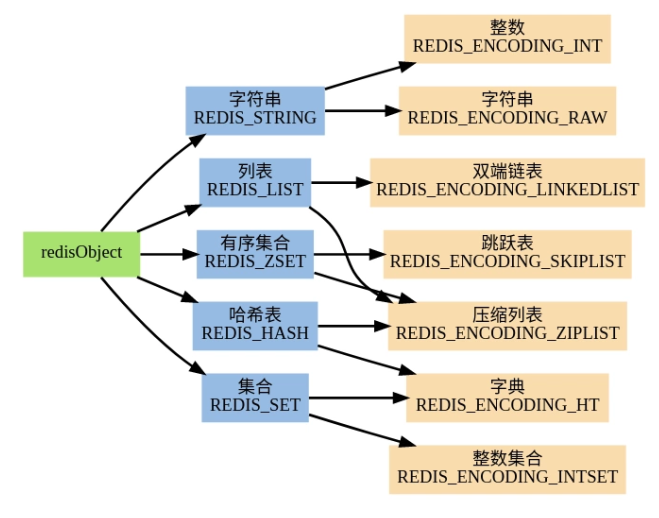 redisObject
字符串
REDIS_STRING
列表
REDIS_LIST
有序集合
REDIS_ZSET
哈希表
REDIS_HASH
集合
REDIS_SET
整数
REDIS_ENCODING_INT
字符串
REDIS_ENCODING_RAW
双端链表
REDIS_ENCODING_LINKEDLIST
跳跃表
REDIS_ENCODING_SKIPLIST
压缩列表
REDIS_ENCODING_ZIPLIST
字典
REDIS_ENCODING_HT
整数集合
REDIS_ENCODING_INTSET